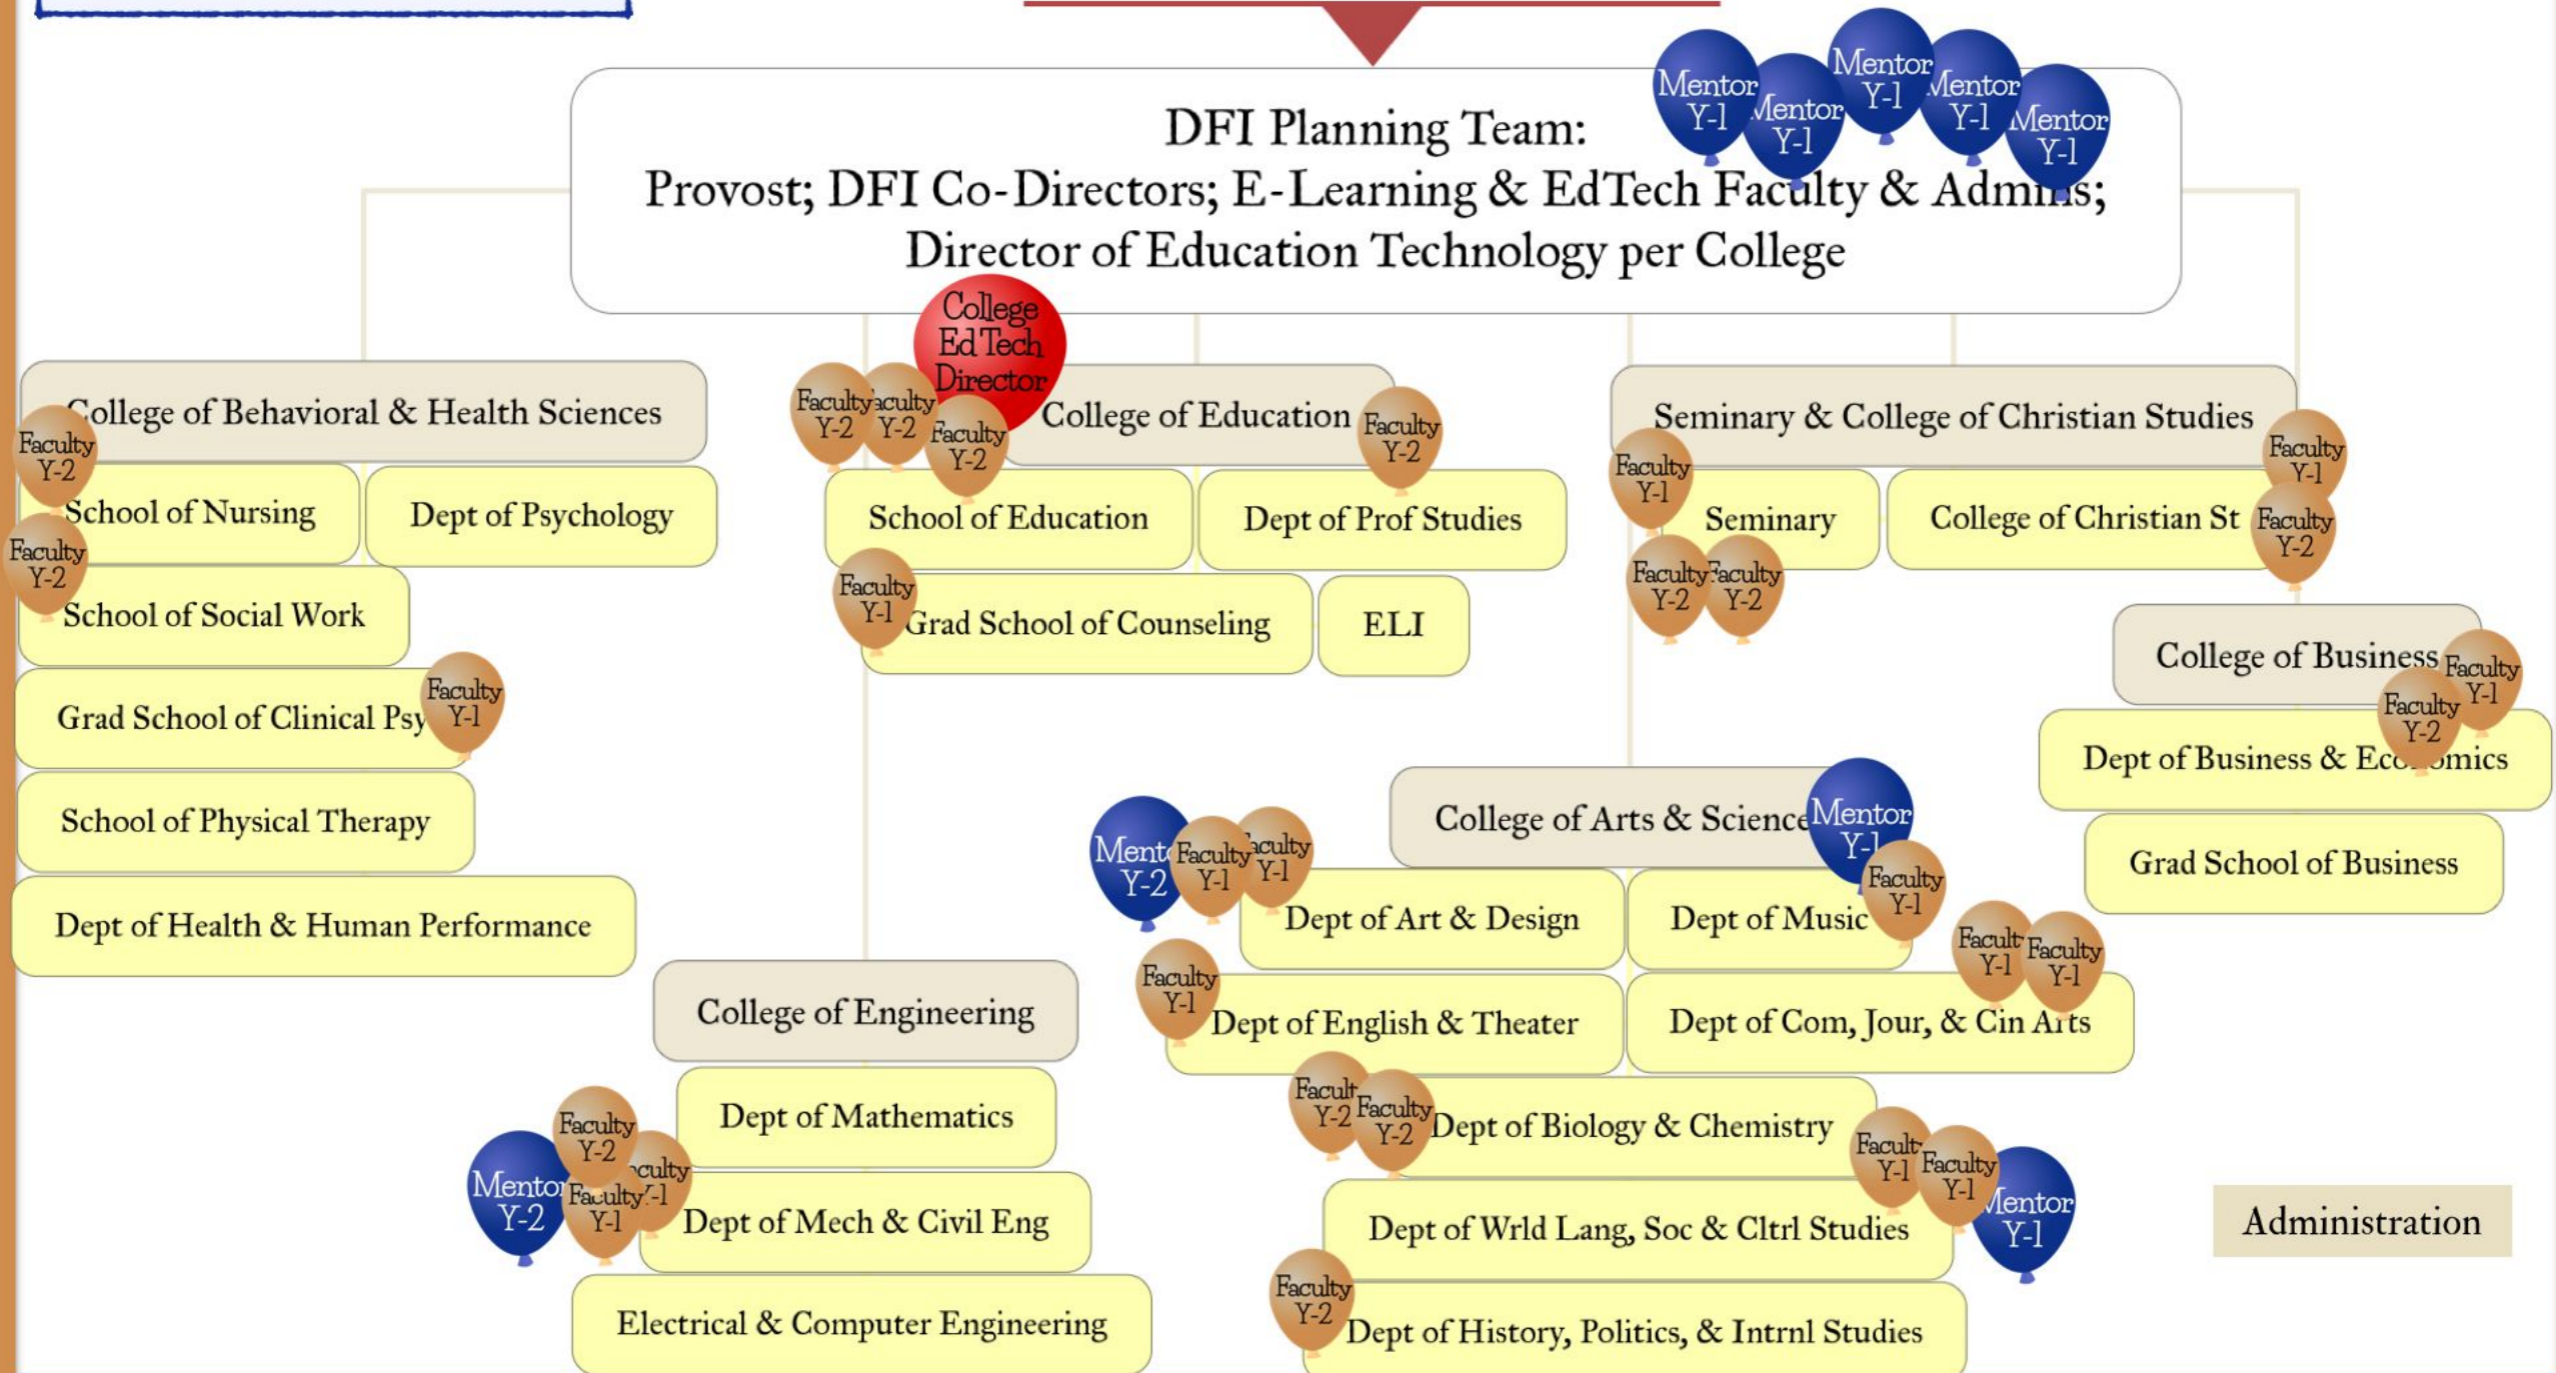 DFI Planning Team:
Provost; DFI Co-Directors; E-Learning & EdTech Faculty & Admins;
Director of Education Technology per College
Mentor
Y-1
Mentor
Y-1
Mentor
Y-1
Mentor
Y-1
Mentor
Y-1
College of Behavioral & Health Sciences
Faculty
Y-2
School of Nursing
Dept of Psychology
Faculty
Y-2
School of Social Work
Grad School of Clinical Psy
Faculty
Y-1
School of Physical Therapy
Dept of Health & Human Performance
College
Ed Tech
Director
College of Education
Faculty
Y-2
Faculty
Y-2
Faculty
Y-2
Faculty
Y-2
School of Education
Dept of Prof Studies
Faculty
Y-1
Grad School of Counseling
ELI
Seminary & College of Christian Studies
Faculty
Y-1
Faculty
Y-1
Seminary
College of Christian St
Faculty
Y-2
Faculty
Y-2
Faculty
Y-2
College of Business
Faculty
Y-1
Faculty
Y-2
Dept of Business & Economics
Grad School of Business
College of Arts & Science
Mentor
Y-1
Mento
Y-2
Faculty
Y-1
Faculty
Y-1
Faculty
Y-1
Dept of Art & Design
Dept of Music
Faculty
Y-1
Faculty
Y-1
Faculty
Y-1
Dept of English & Theater
Dept of Com, Jour, & Cin Arts
Faculty
Y-2
Faculty
Y-2
Dept of Biology & Chemistry
Faculty
Y-1
Faculty
Y-1
Mentor
Y-1
Dept of Wrld Lang, Soc & Cltrl Studies
Faculty
Y-2
Dept of History, Politics, & Intrnl Studies
College of Engineering
Dept of Mathematics
Faculty
Y-2
Mentor
Y-2
Faculty
Y-1
Faculty
Y-1
Dept of Mech & Civil Eng
Electrical & Computer Engineering
Administration